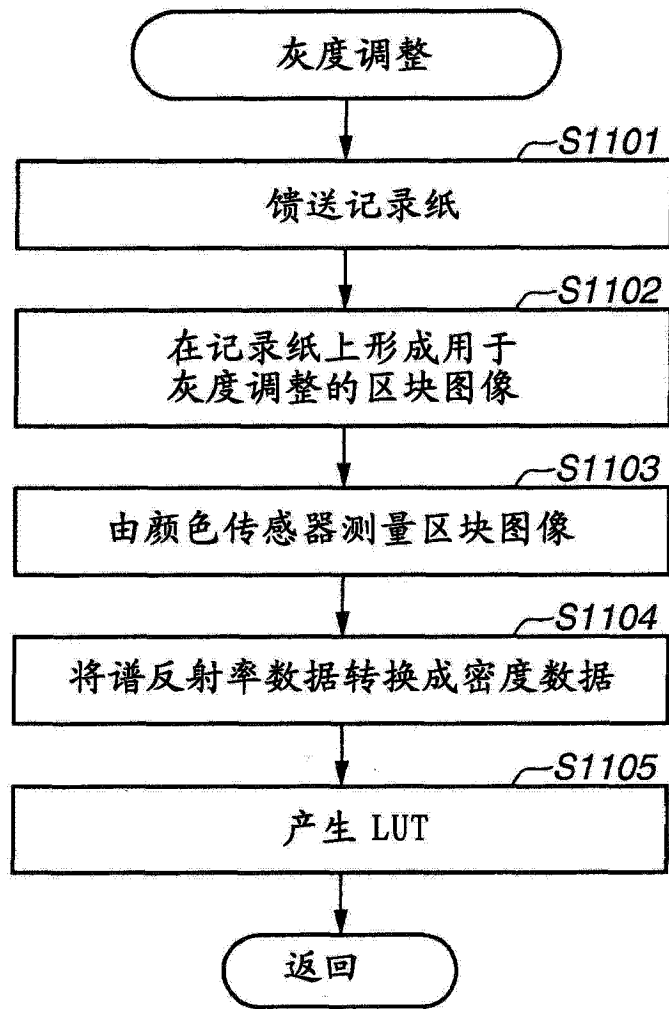 灰度调整
S1101
馈送记录纸
S1102
在记录纸上形成用于
灰度调整的区块图像
S1103
由颜色传感器测量区块图像
S1104
将谱反射率数据转换成密度数据
S1105
产生 LUT
返回